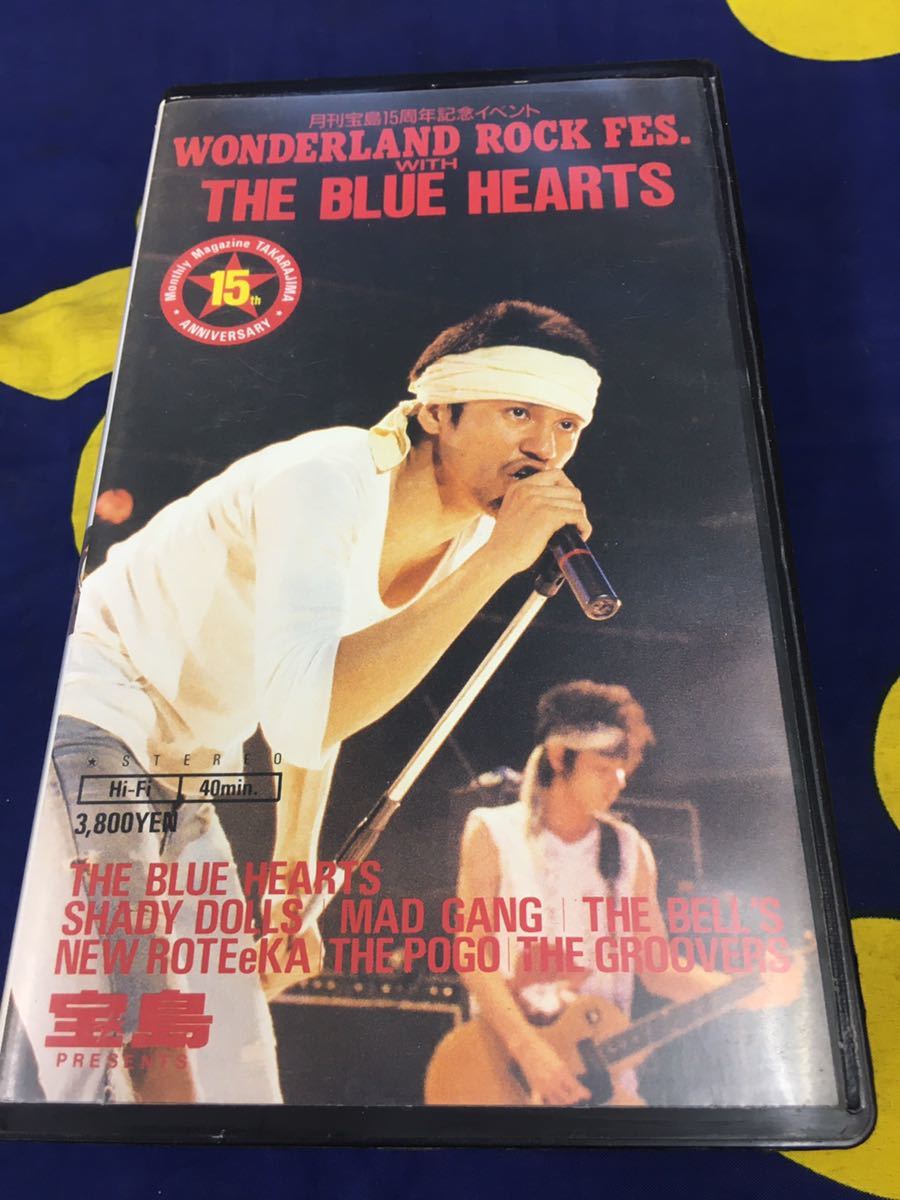 月刊宝島15周年記念イベント
WONDERLAND ROCK FES.
WITH
THE BLUE HEARTS
Monthly Magazine TAKARAJIMA
15th
★ ANNIVERSARY ★
★ STEREO
Hi-Fi 40min.
3,800YEN
THE BLUE HEARTS
SHADY DOLLS | MAD GANG | THE BELL'S
NEW ROTEeKA | THE POGO | THE GROOVERS
宝島
PRESENTS